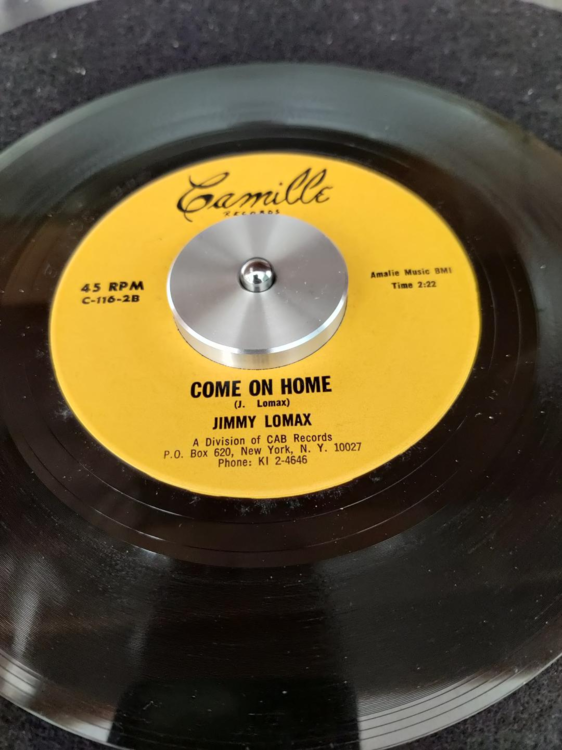 Camille
RECORDS
45 RPM
C-116-2B
Amalie Music BMI
Time 2:22
COME ON HOME
(J. Lomax)
JIMMY LOMAX
A Division of CAB Records
P.O. Box 620, New York, N. Y. 10027
Phone: KI 2-4646